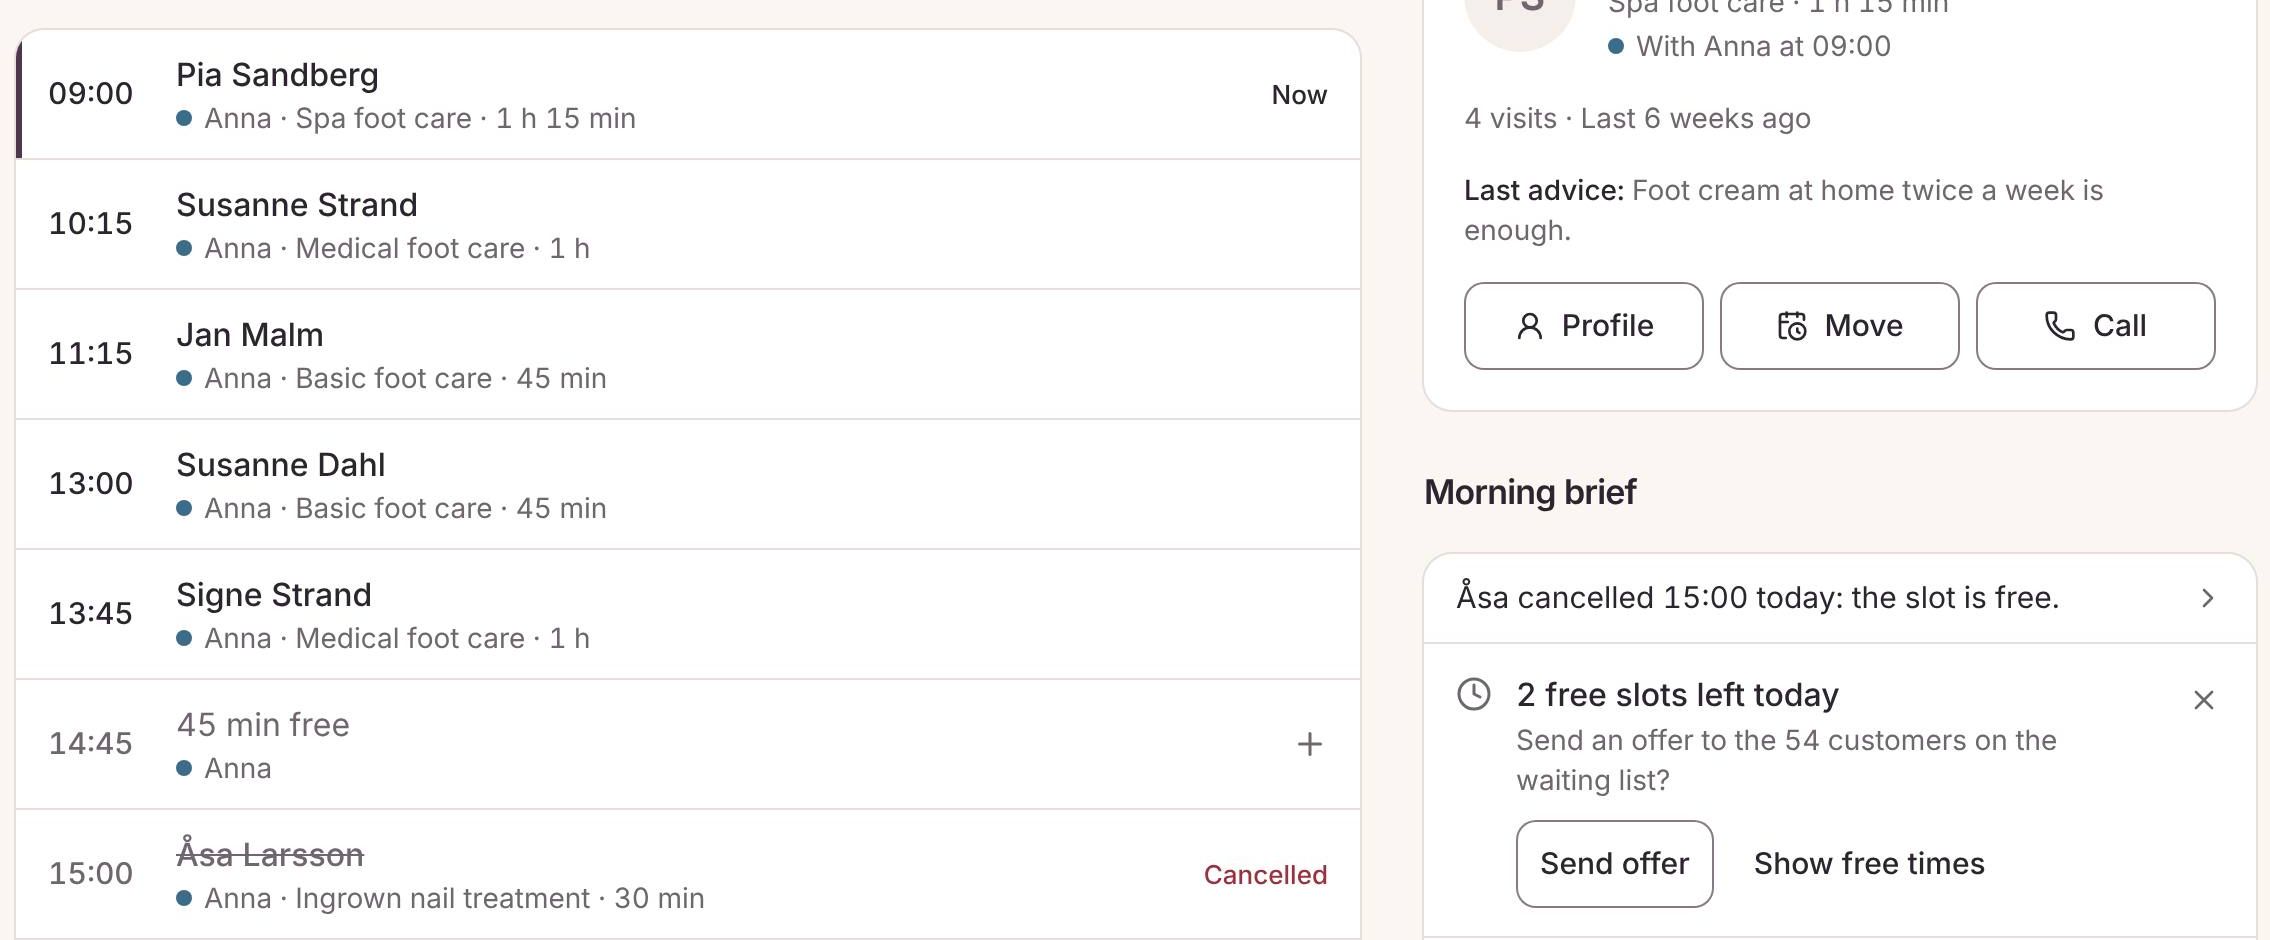 09:00
Pia Sandberg
Anna · Spa foot care · 1 h 15 min
Now
10:15
Susanne Strand
Anna · Medical foot care · 1 h
11:15
Jan Malm
Anna · Basic foot care · 45 min
13:00
Susanne Dahl
Anna · Basic foot care · 45 min
13:45
Signe Strand
Anna · Medical foot care · 1 h
14:45
45 min free
Anna
15:00
Åsa Larsson
Anna · Ingrown nail treatment · 30 min
Cancelled
PS
Spa foot care · 1 h 15 min
With Anna at 09:00
4 visits · Last 6 weeks ago
Last advice: Foot cream at home twice a week is
enough.
Profile
Move
Call
Morning brief
Åsa cancelled 15:00 today: the slot is free.
2 free slots left today
Send an offer to the 54 customers on the
waiting list?
Send offer
Show free times